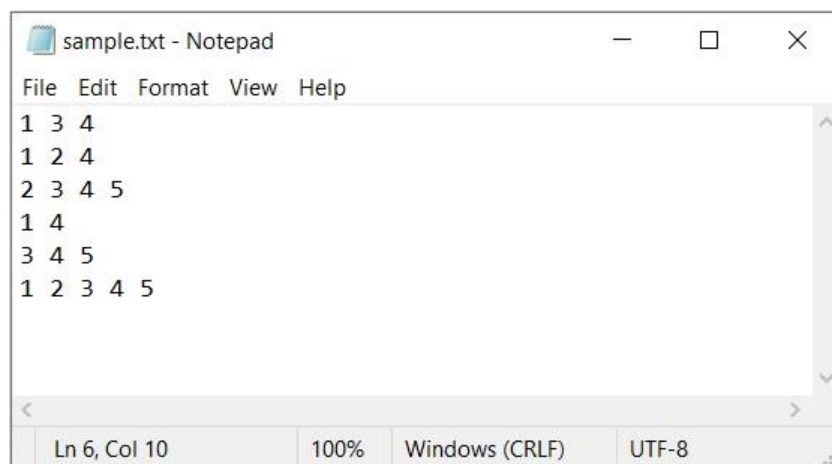 sample.txt - Notepad
File Edit Format View Help
1 3 4
1 2 4
2 3 4 5
1 4
3 4 5
1 2 3 4 5
Ln 6, Col 10 100% Windows (CRLF) UTF-8